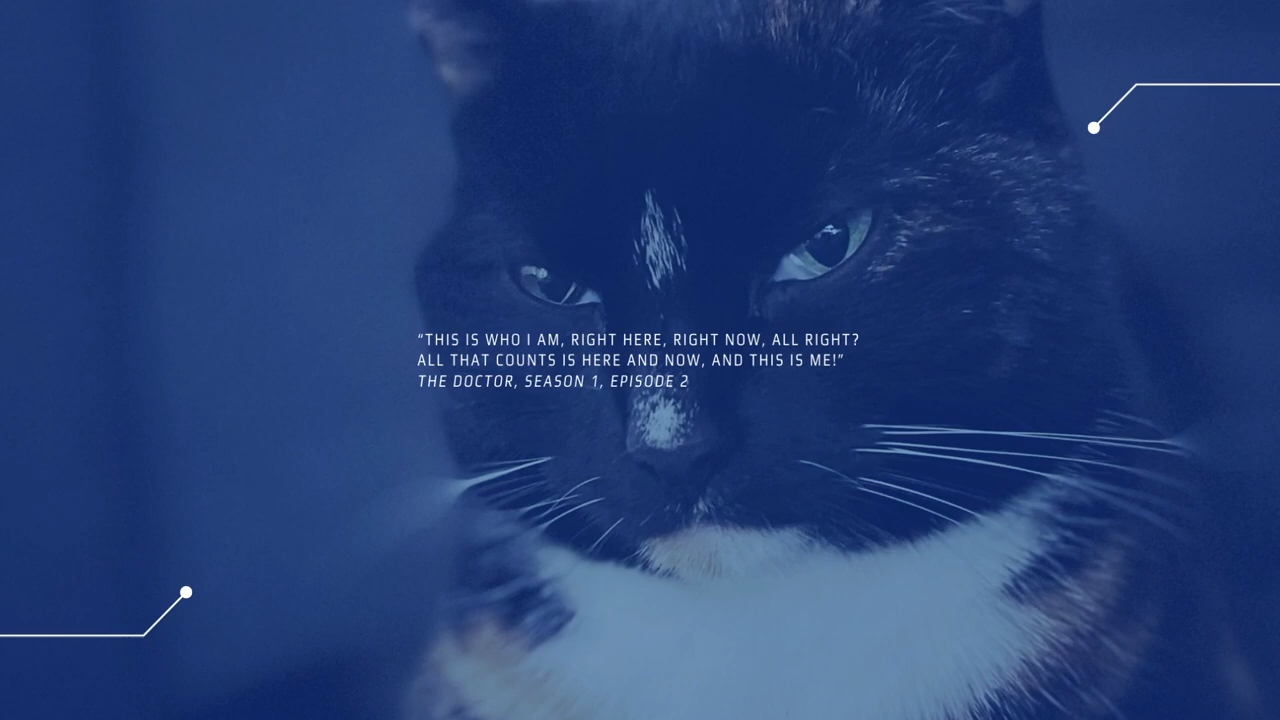 “THIS IS WHO I AM, RIGHT HERE, RIGHT NOW, ALL RIGHT?
ALL THAT COUNTS IS HERE AND NOW, AND THIS IS ME!”
THE DOCTOR, SEASON 1, EPISODE 2